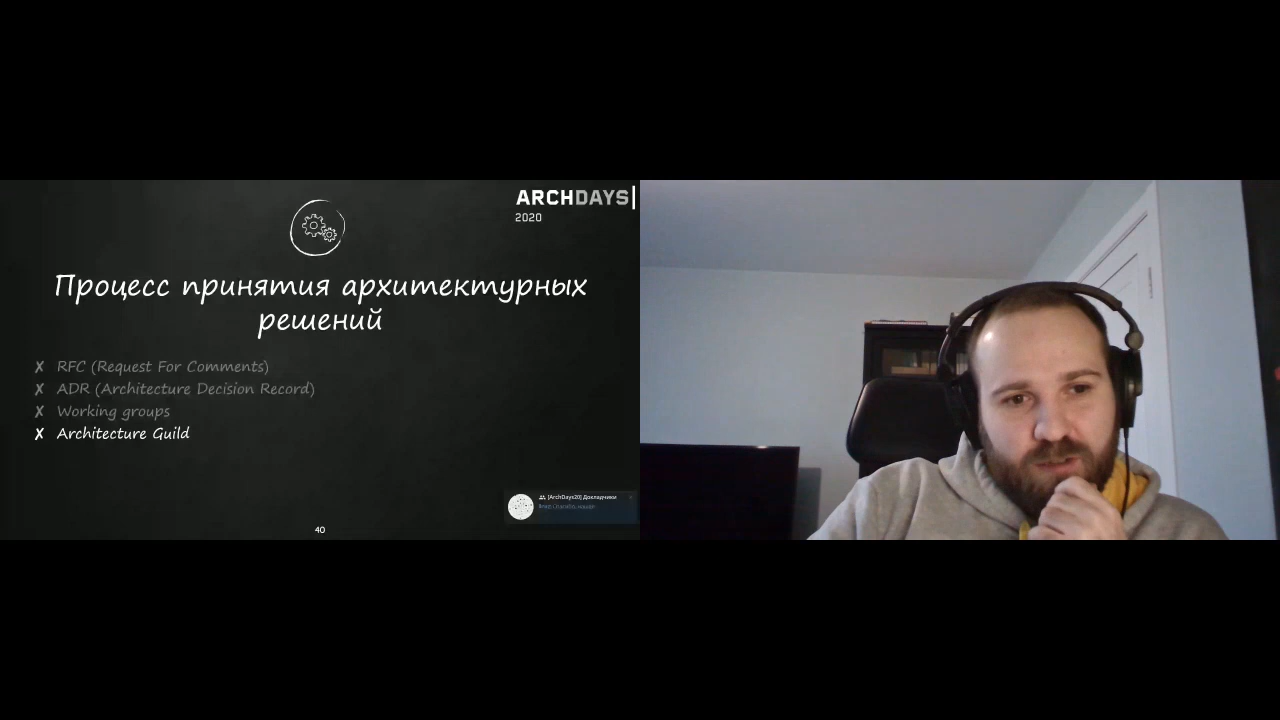 ARCHDAYS
2020
Процесс принятия архитектурных
решений
✗ RFC (Request For Comments)
✗ ADR (Architecture Decision Record)
✗ Working groups
✗ Architecture Guild
[ArchDays20] Докладчики
40